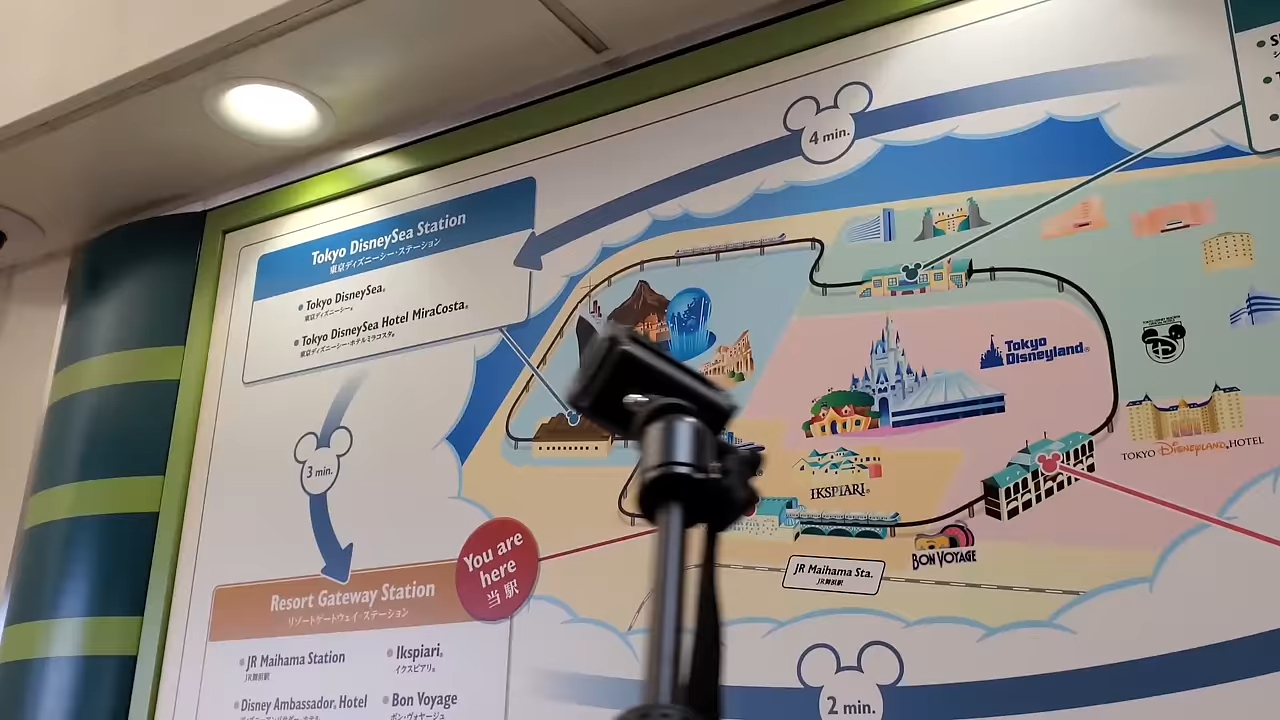 4 min.
Tokyo DisneySea Station
東京ディズニーシー・ステーション
Tokyo DisneySea®
東京ディズニーシー®
Tokyo DisneySea Hotel MiraCosta®
東京ディズニーシー・ホテルミラコスタ®
3 min.
Tokyo
Disneyland®
TOKYO DISNEYLAND HOTEL
IKSPIARI®
BON VOYAGE
JR Maihama Sta.
JR舞浜駅
You are
here
当駅
Resort Gateway Station
リゾートゲートウェイ・ステーション
JR Maihama Station
JR舞浜駅
Ikspiari®
イクスピアリ®
Disney Ambassador® Hotel
Bon Voyage
ボン・ヴォヤージュ
2 min.